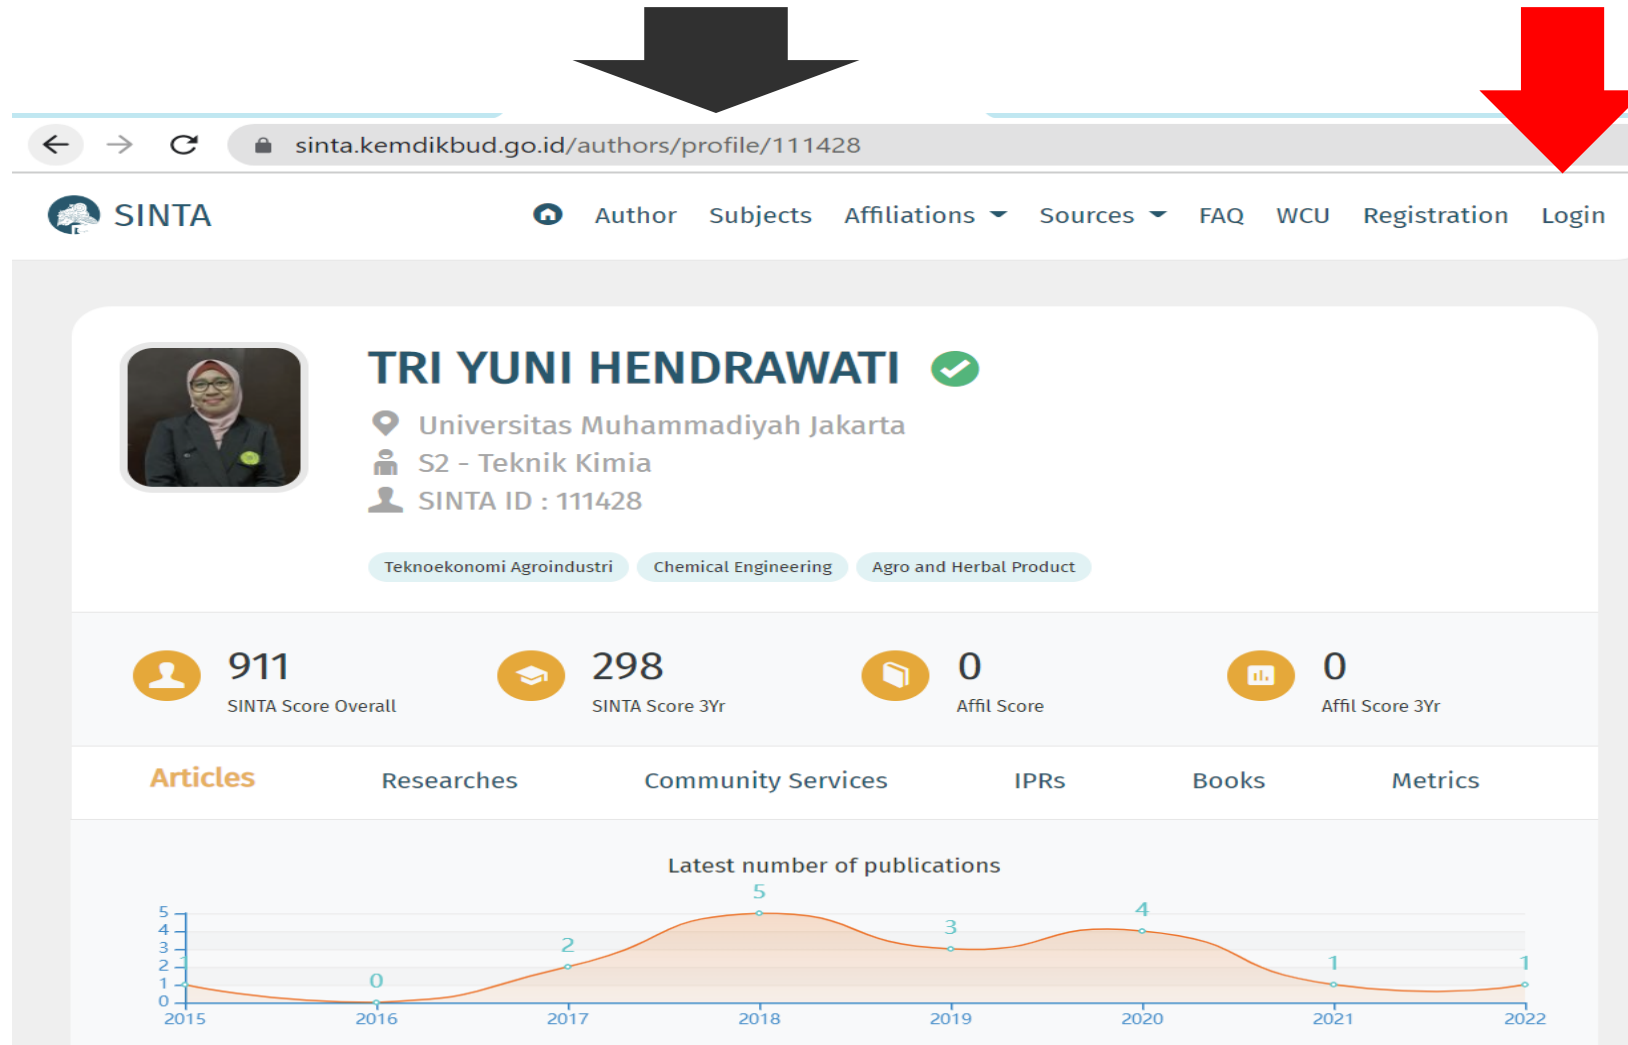 sinta.kemdikbud.go.id/authors/profile/111428
SINTA
Author Subjects Affiliations Sources FAQ WCU Registration Login
TRI YUNI HENDRAWATI
Universitas Muhammadiyah Jakarta
S2 - Teknik Kimia
SINTA ID : 111428
Teknoekonomi Agroindustri Chemical Engineering Agro and Herbal Product
911 298 0 0
SINTA Score Overall SINTA Score 3Yr Affil Score Affil Score 3Yr
Articles Researches Community Services IPRs Books Metrics
Latest number of publications
5
5
4
4
3
3
2
2
1
1
1
1
0
0
2015 2016 2017 2018 2019 2020 2021 2022